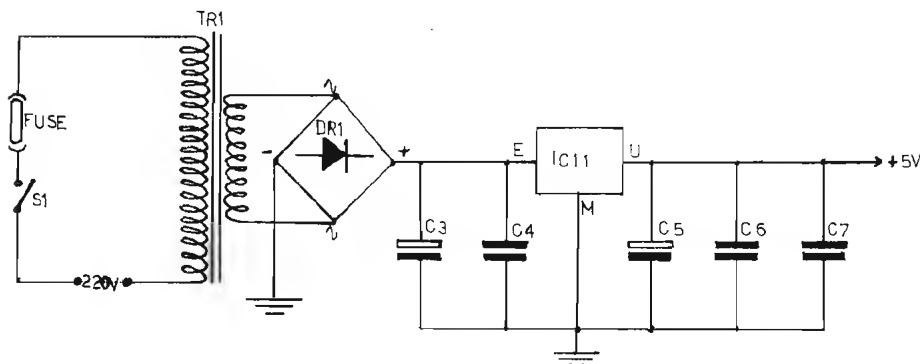 TR1
FUSE
S1
220V
~
DR1
-
+
~
E
IC11
U
M
+5V
C3
C4
C5
C6
C7